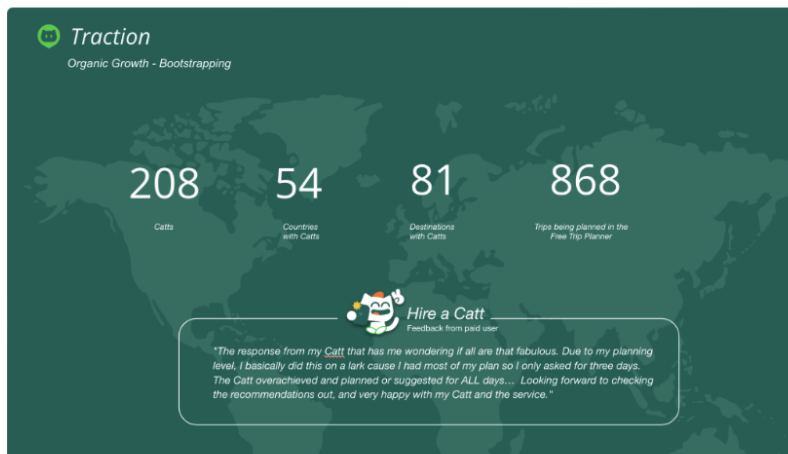 Traction
Organic Growth - Bootstrapping
208
54
81
868
Catts
Countries
with Catts
Destinations
with Catts
Trips being planned in the
Free Trip Planner
Hire a Catt
Feedback from paid user
"The response from my Catt that has me wondering if all are that fabulous. Due to my planning
level, I basically did this on a lark cause I had most of my plan so I only asked for three days.
The Catt overachieved and planned or suggested for ALL days... Looking forward to checking
the recommendations out, and very happy with my Catt and the service."